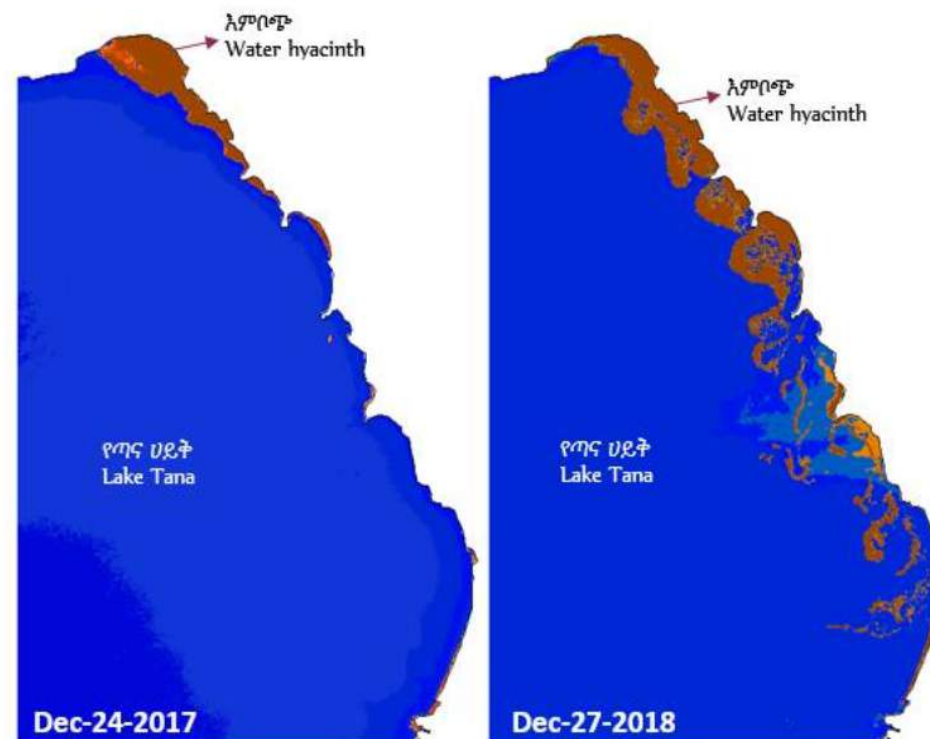 እምቦጭ
Water hyacinth
የጣና ሀይቅ
Lake Tana
Dec-24-2017
እምቦጭ
Water hyacinth
የጣና ሀይቅ
Lake Tana
Dec-27-2018